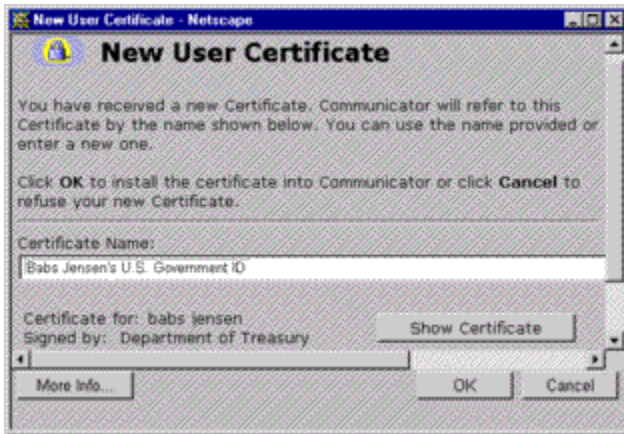 New User Certificate - Netscape
New User Certificate
You have received a new Certificate. Communicator will refer to this
Certificate by the name shown below. You can use the name provided or
enter a new one.
Click OK to install the certificate into Communicator or click Cancel to
refuse your new Certificate.
Certificate Name:
Babs Jensen's U.S. Government ID
Certificate for: babs jensen
Signed by: Department of Treasury
Show Certificate
More Info...
OK
Cancel